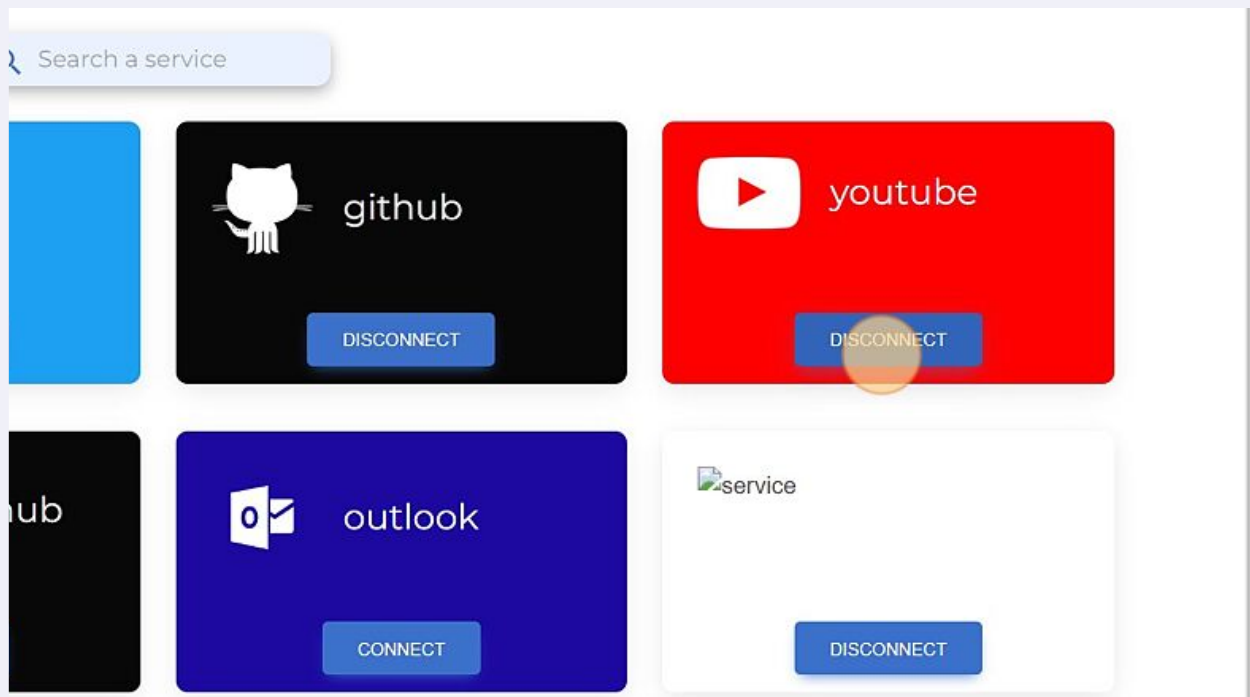 Search a service
github
youtube
DISCONNECT
DISCONNECT
ub
outlook
service
CONNECT
DISCONNECT